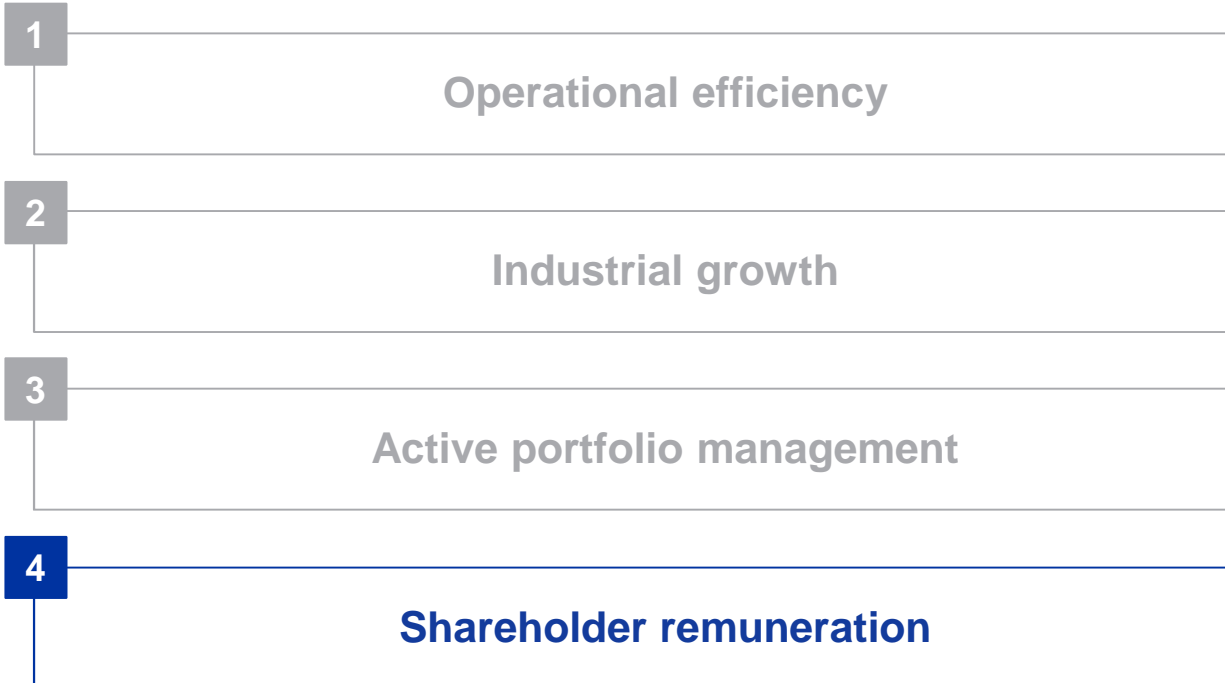 1
Operational efficiency
2
Industrial growth
3
Active portfolio management
4
Shareholder remuneration